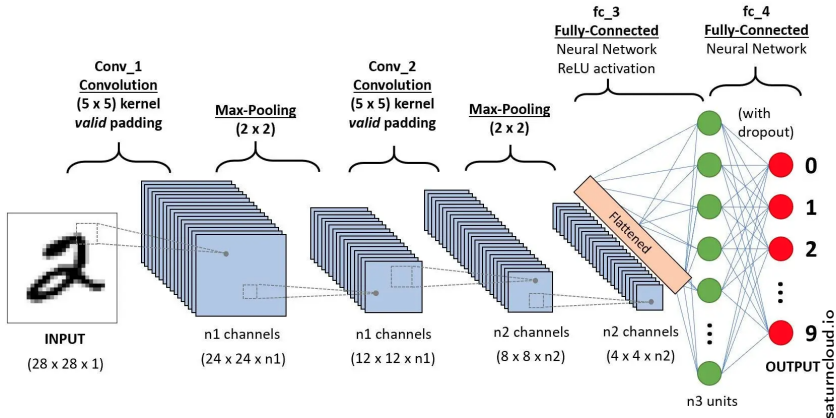 fc_3
Fully-Connected
Neural Network
ReLU activation
fc_4
Fully-Connected
Neural Network
Conv_1
Convolution
(5 x 5) kernel
valid padding
Max-Pooling
(2 x 2)
Conv_2
Convolution
(5 x 5) kernel
valid padding
Max-Pooling
(2 x 2)
(with
dropout)
Flattened
0
1
2
9
INPUT
(28 x 28 x 1)
n1 channels
(24 x 24 x n1)
n1 channels
(12 x 12 x n1)
n2 channels
(8 x 8 x n2)
n2 channels
(4 x 4 x n2)
n3 units
OUTPUT
saturncloud.io
2